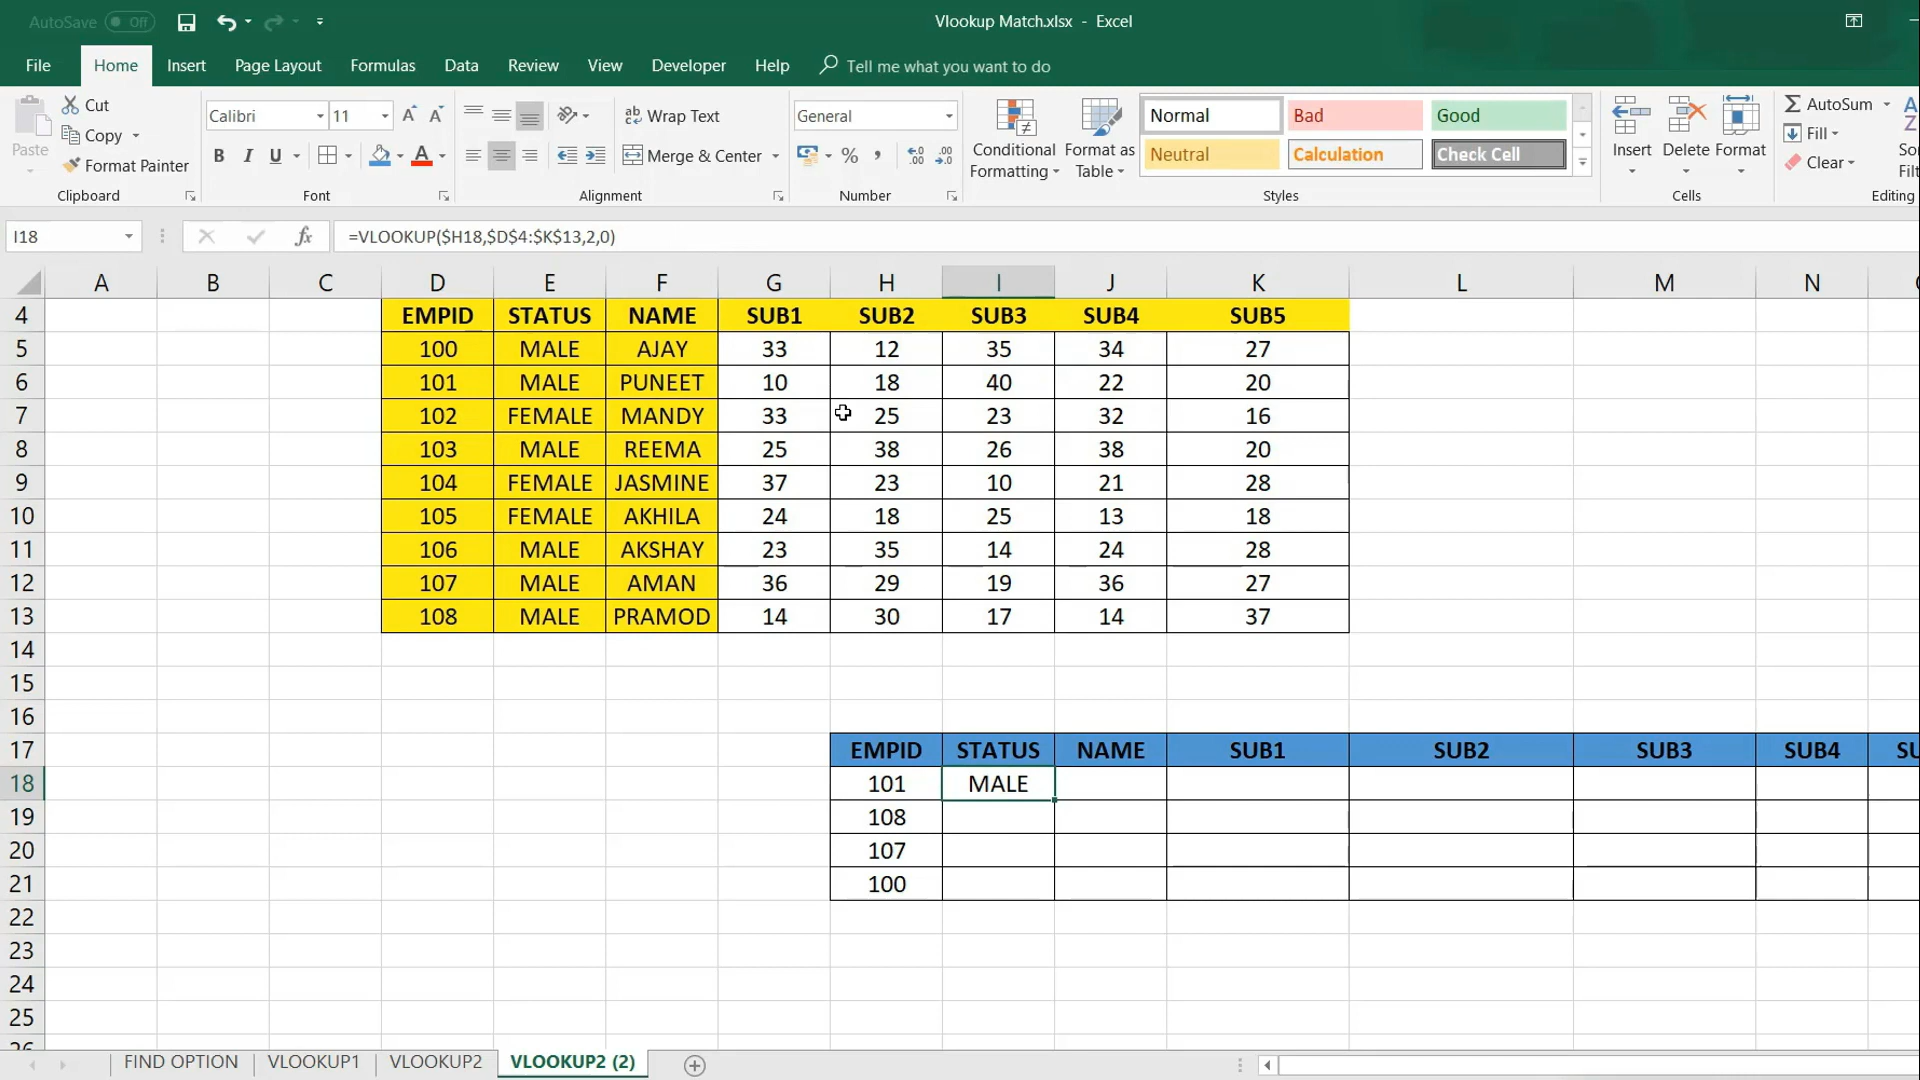 AutoSave Off Vlookup Match.xlsx - Excel
File Home Insert Page Layout Formulas Data Review View Developer Help Tell me what you want to do
Paste Cut Copy Format Painter Clipboard
Calibri 11 B I U Font
Wrap Text Merge & Center Alignment
General % , Number
Conditional Formatting Format as Table
Normal Bad Good
Neutral Calculation Check Cell
Styles
Insert Delete Format Cells
AutoSum Fill Clear Editing
I18 fx =VLOOKUP($H18,$D$4:$K$13,2,0)
A B C D E F G H I J K L M N
4 EMPID STATUS NAME SUB1 SUB2 SUB3 SUB4 SUB5
5 100 MALE AJAY 33 12 35 34 27
6 101 MALE PUNEET 10 18 40 22 20
7 102 FEMALE MANDY 33 25 23 32 16
8 103 MALE REEMA 25 38 26 38 20
9 104 FEMALE JASMINE 37 23 10 21 28
10 105 FEMALE AKHILA 24 18 25 13 18
11 106 MALE AKSHAY 23 35 14 24 28
12 107 MALE AMAN 36 29 19 36 27
13 108 MALE PRAMOD 14 30 17 14 37
14
15
16
17 EMPID STATUS NAME SUB1 SUB2 SUB3 SUB4
18 101 MALE
19 108
20 107
21 100
22
23
24
25
FIND OPTION VLOOKUP1 VLOOKUP2 VLOOKUP2 (2)